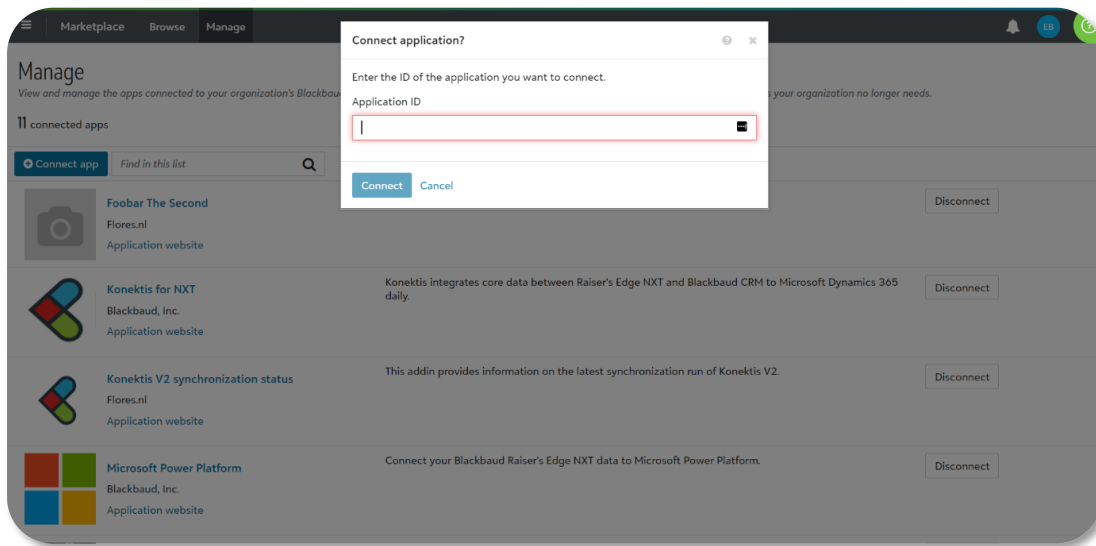 Marketplace Browse Manage
EB
Connect application?
Enter the ID of the application you want to connect.
Application ID
Connect Cancel
Manage
View and manage the apps connected to your organization's Blackbau
s your organization no longer needs.
11 connected apps
Connect app Find in this list
Foobar The Second
Flores.nl
Application website
Disconnect
Konektis for NXT
Blackbaud, Inc.
Application website
Konektis integrates core data between Raiser's Edge NXT and Blackbaud CRM to Microsoft Dynamics 365
daily.
Disconnect
Konektis V2 synchronization status
Flores.nl
Application website
This addin provides information on the latest synchronization run of Konektis V2.
Disconnect
Microsoft Power Platform
Blackbaud, Inc.
Application website
Connect your Blackbaud Raiser's Edge NXT data to Microsoft Power Platform.
Disconnect